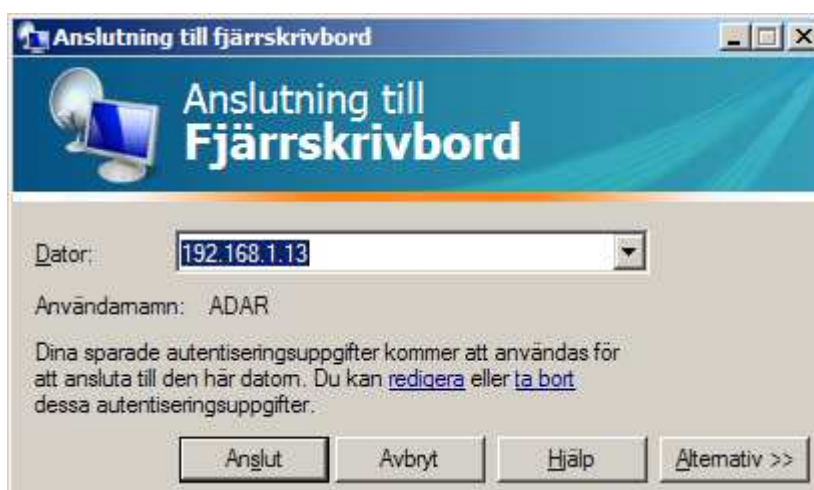 Anslutning till fjärrskrivbord
Anslutning till
Fjärrskrivbord
Dator: 192.168.1.13
Användarnamn: ADAR
Dina sparade autentiseringsuppgifter kommer att användas för
att ansluta till den här datorn. Du kan redigera eller ta bort
dessa autentiseringsuppgifter.
Anslut Avbryt Hjälp Alternativ >>